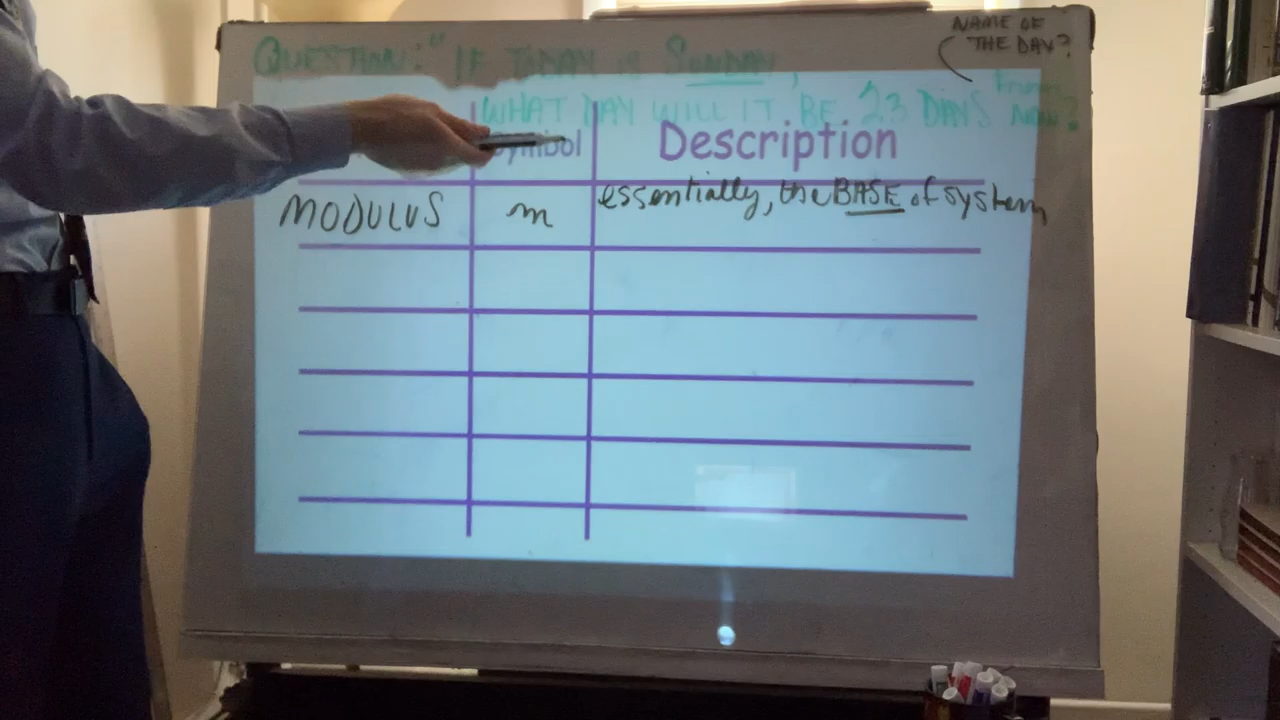 NAME OF
THE DAY?
QUESTION: "IF TODAY IS SUNDAY,
WHAT DAY WILL IT BE 23 DAYS From Now?
Symbol Description
MODULUS m essentially, the BASE of system